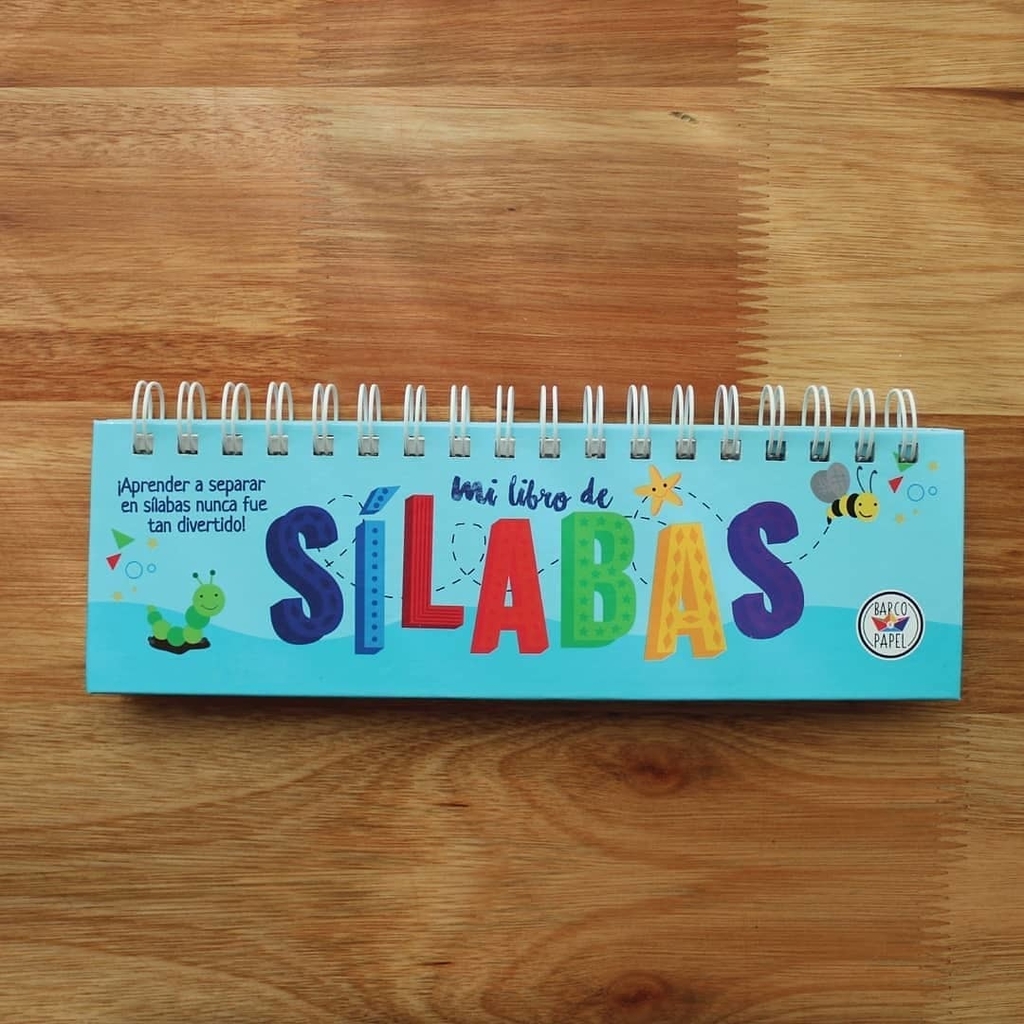 ¡Aprender a separar
en sílabas nunca fue
tan divertido!
mi libro de
SÍLABAS
BARCO
PAPEL